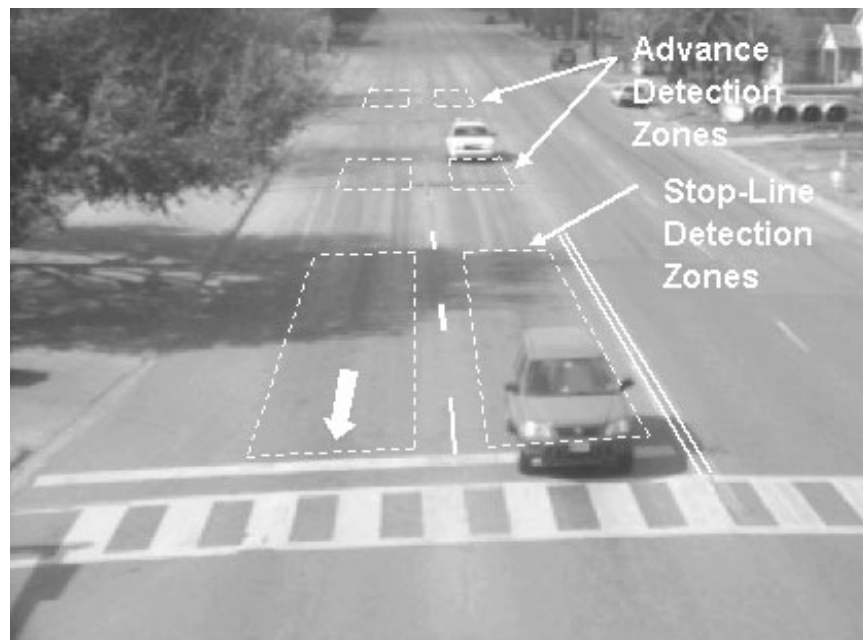 Advance
Detection
Zones
Stop-Line
Detection
Zones